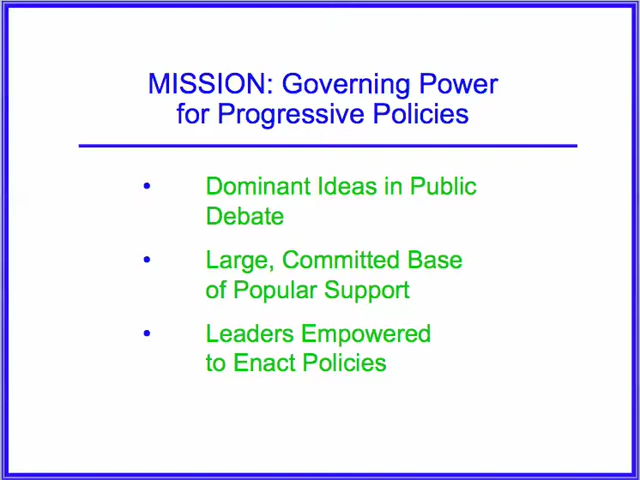 MISSION: Governing Power
for Progressive Policies
• Dominant Ideas in Public
Debate
• Large, Committed Base
of Popular Support
• Leaders Empowered
to Enact Policies